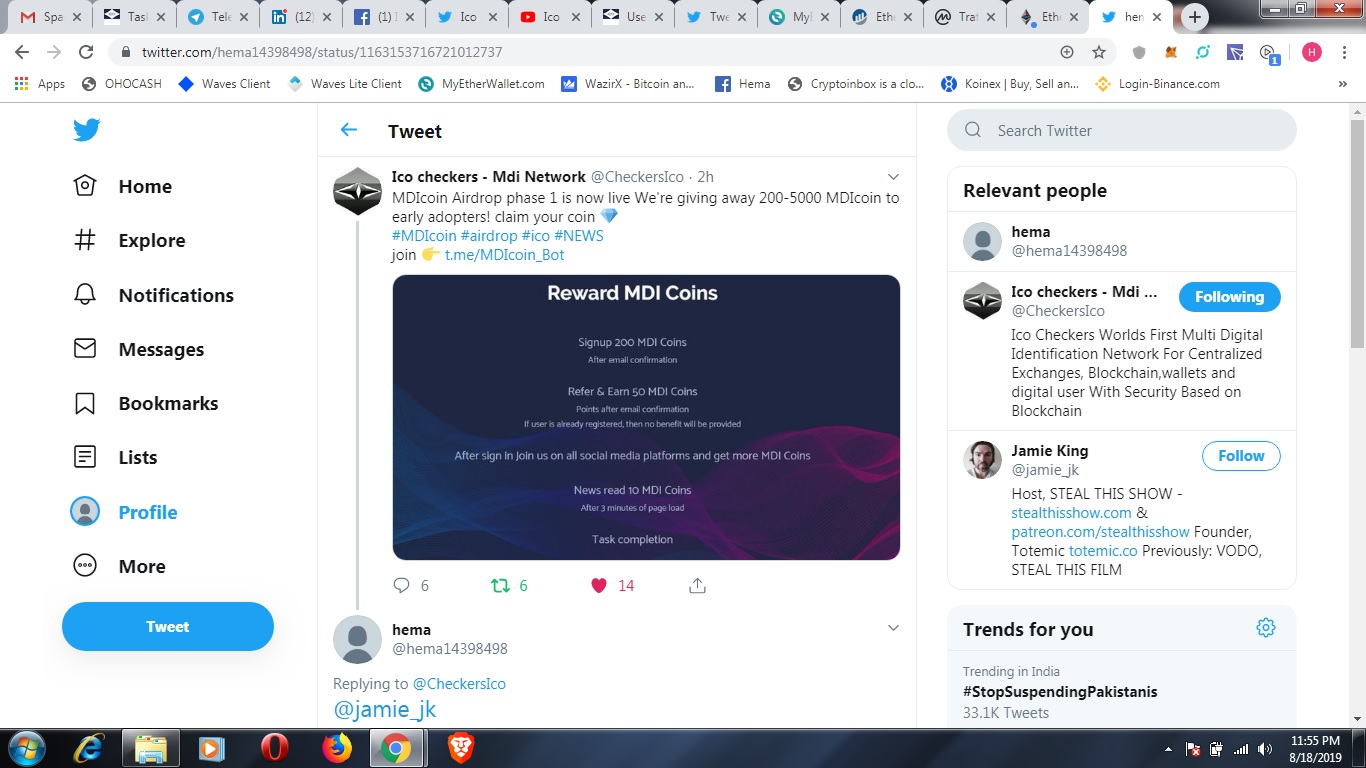 Spa
Task
Tele
(12)
(1) I
Ico
Ico
Use
Twe
MyE
Ethe
Trat
Ethe
hem
twitter.com/hema14398498/status/1163153716721012737
H
Apps
OHOCASH
Waves Client
Waves Lite Client
MyEtherWallet.com
WazirX - Bitcoin an...
Hema
Cryptoinbox is a clo...
Koinex | Buy, Sell an...
Login-Binance.com
»
Home
Explore
Notifications
Messages
Bookmarks
Lists
Profile
More
Tweet
Tweet
Ico checkers - Mdi Network @CheckersIco · 2h
MDIcoin Airdrop phase 1 is now live We're giving away 200-5000 MDIcoin to
early adopters! claim your coin 💎
#MDIcoin #airdrop #ico #NEWS
join 👉 t.me/MDIcoin_Bot
Reward MDI Coins
Signup 200 MDI Coins
After email confirmation
Refer & Earn 50 MDI Coins
Points after email confirmation
If user is already registered, then no benefit will be provided
After sign in Join us on all social media platforms and get more MDI Coins
News read 10 MDI Coins
After 3 minutes of page load
Task completion
6
6
14
hema
@hema14398498
Replying to @CheckersIco
@jamie_jk
Search Twitter
Relevant people
hema
@hema14398498
Ico checkers - Mdi ...
Following
@CheckersIco
Ico Checkers Worlds First Multi Digital
Identification Network For Centralized
Exchanges, Blockchain,wallets and
digital user With Security Based on
Blockchain
Jamie King
Follow
@jamie_jk
Host, STEAL THIS SHOW -
stealthisshow.com &
patreon.com/stealthisshow Founder,
Totemic totemic.co Previously: VODO,
STEAL THIS FILM
Trends for you
Trending in India
#StopSuspendingPakistanis
33.1K Tweets
1
11:55 PM
8/18/2019